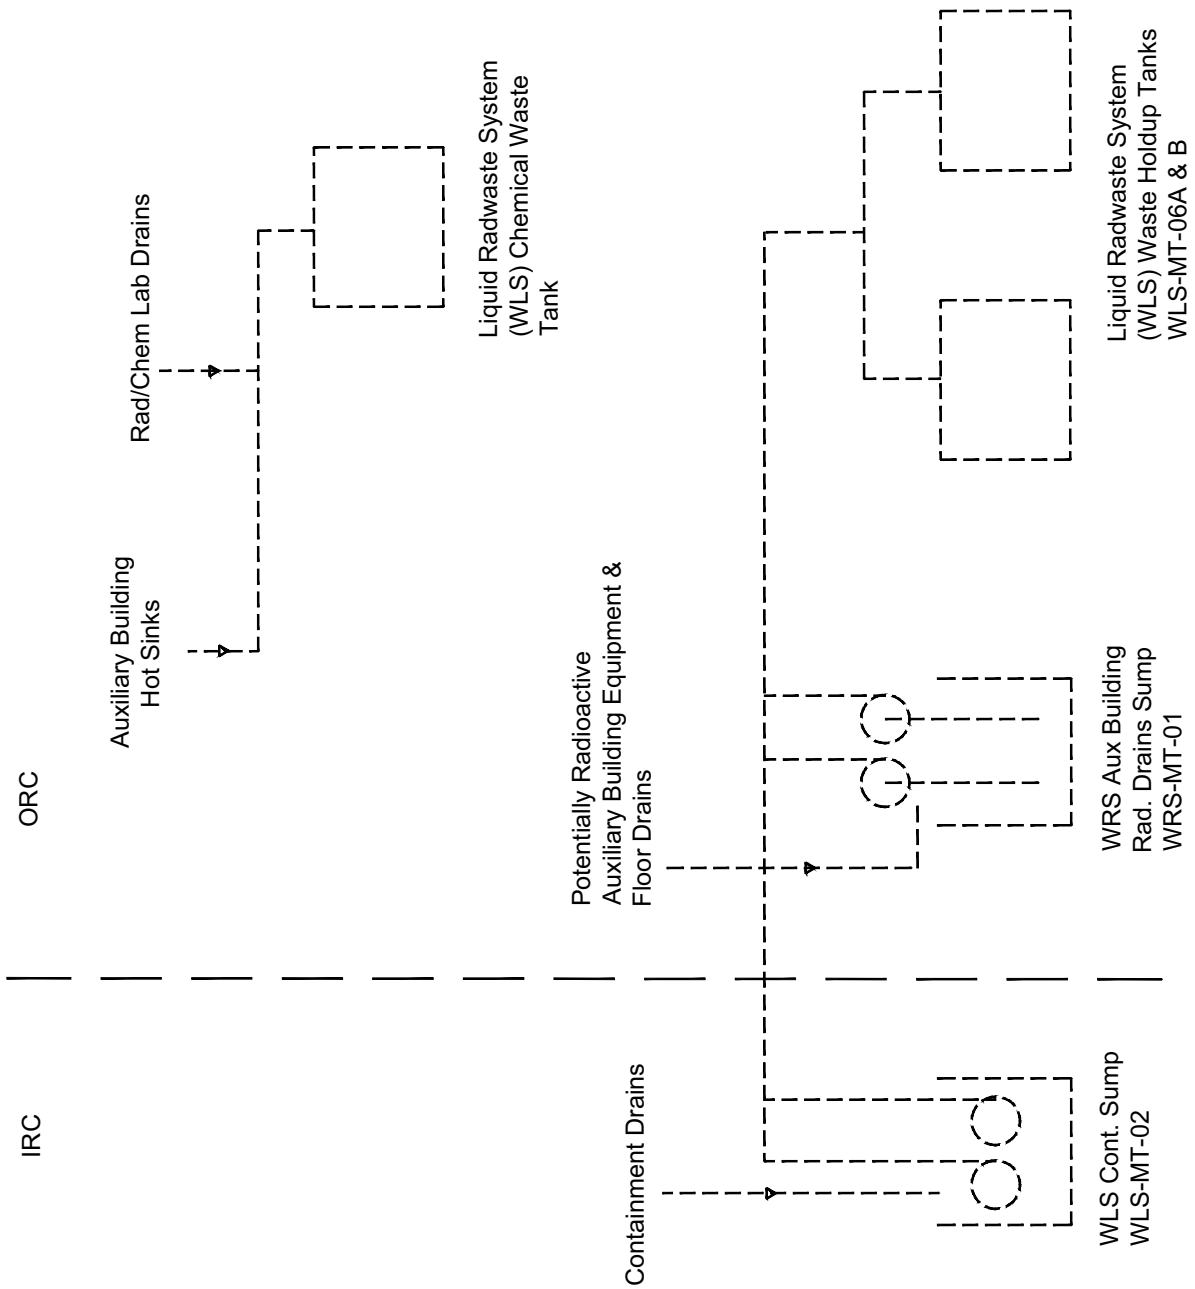 IRC
ORC
Auxiliary Building
Hot Sinks
Rad/Chem Lab Drains
Liquid Radwaste System
(WLS) Chemical Waste
Tank
Containment Drains
Potentially Radioactive
Auxiliary Building Equipment &
Floor Drains
WLS Cont. Sump
WLS-MT-02
WRS Aux Building
Rad. Drains Sump
WRS-MT-01
Liquid Radwaste System
(WLS) Waste Holdup Tanks
WLS-MT-06A & B